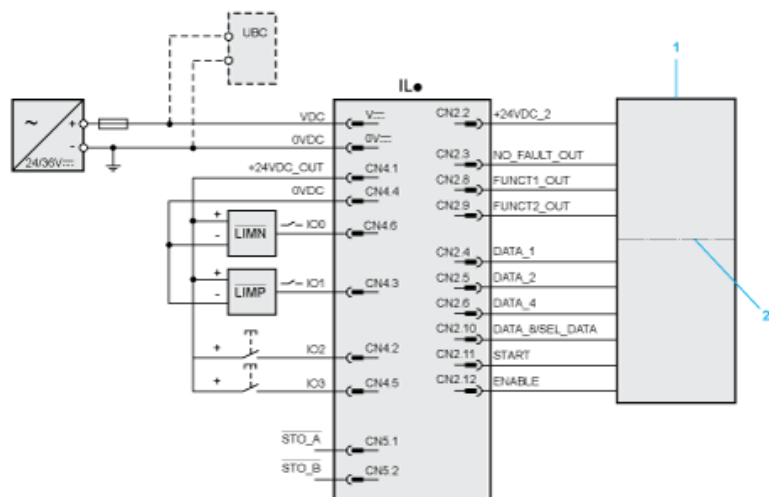 UBC
1
IL●
VDC
V⎓
CN2.2
+24VDC_2
~
+
-
24/36V⎓
0VDC
0V⎓
CN2.3
NO_FAULT_OUT
+24VDC_OUT
CN4.1
CN2.8
FUNCT1_OUT
0VDC
CN4.4
CN2.9
FUNCT2_OUT
+
-
LIMN
IO0
CN4.6
2
CN2.4
DATA_1
+
-
LIMP
IO1
CN4.3
CN2.5
DATA_2
CN2.6
DATA_4
CN2.10
DATA_8/SEL_DATA
+
IO2
CN4.2
CN2.11
START
+
IO3
CN4.5
CN2.12
ENABLE
STO_A
CN5.1
STO_B
CN5.2